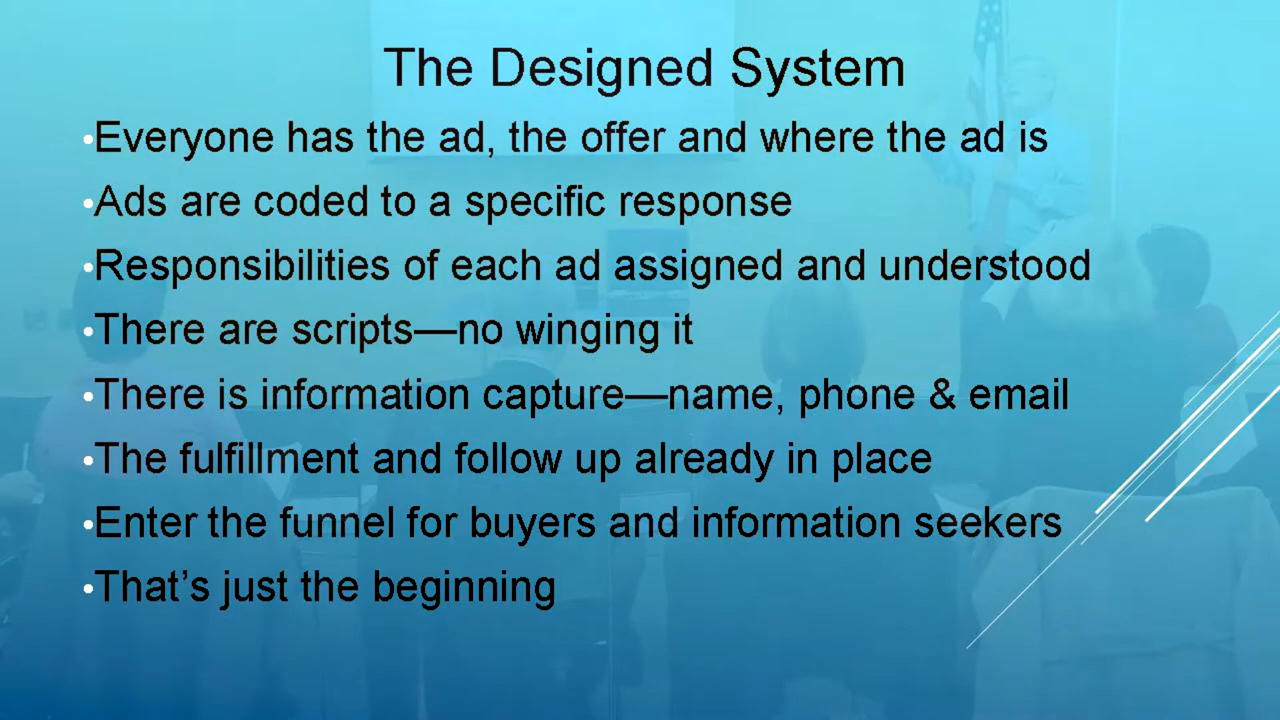 The Designed System
•Everyone has the ad, the offer and where the ad is
•Ads are coded to a specific response
•Responsibilities of each ad assigned and understood
•There are scripts—no winging it
•There is information capture—name, phone & email
•The fulfillment and follow up already in place
•Enter the funnel for buyers and information seekers
•That’s just the beginning